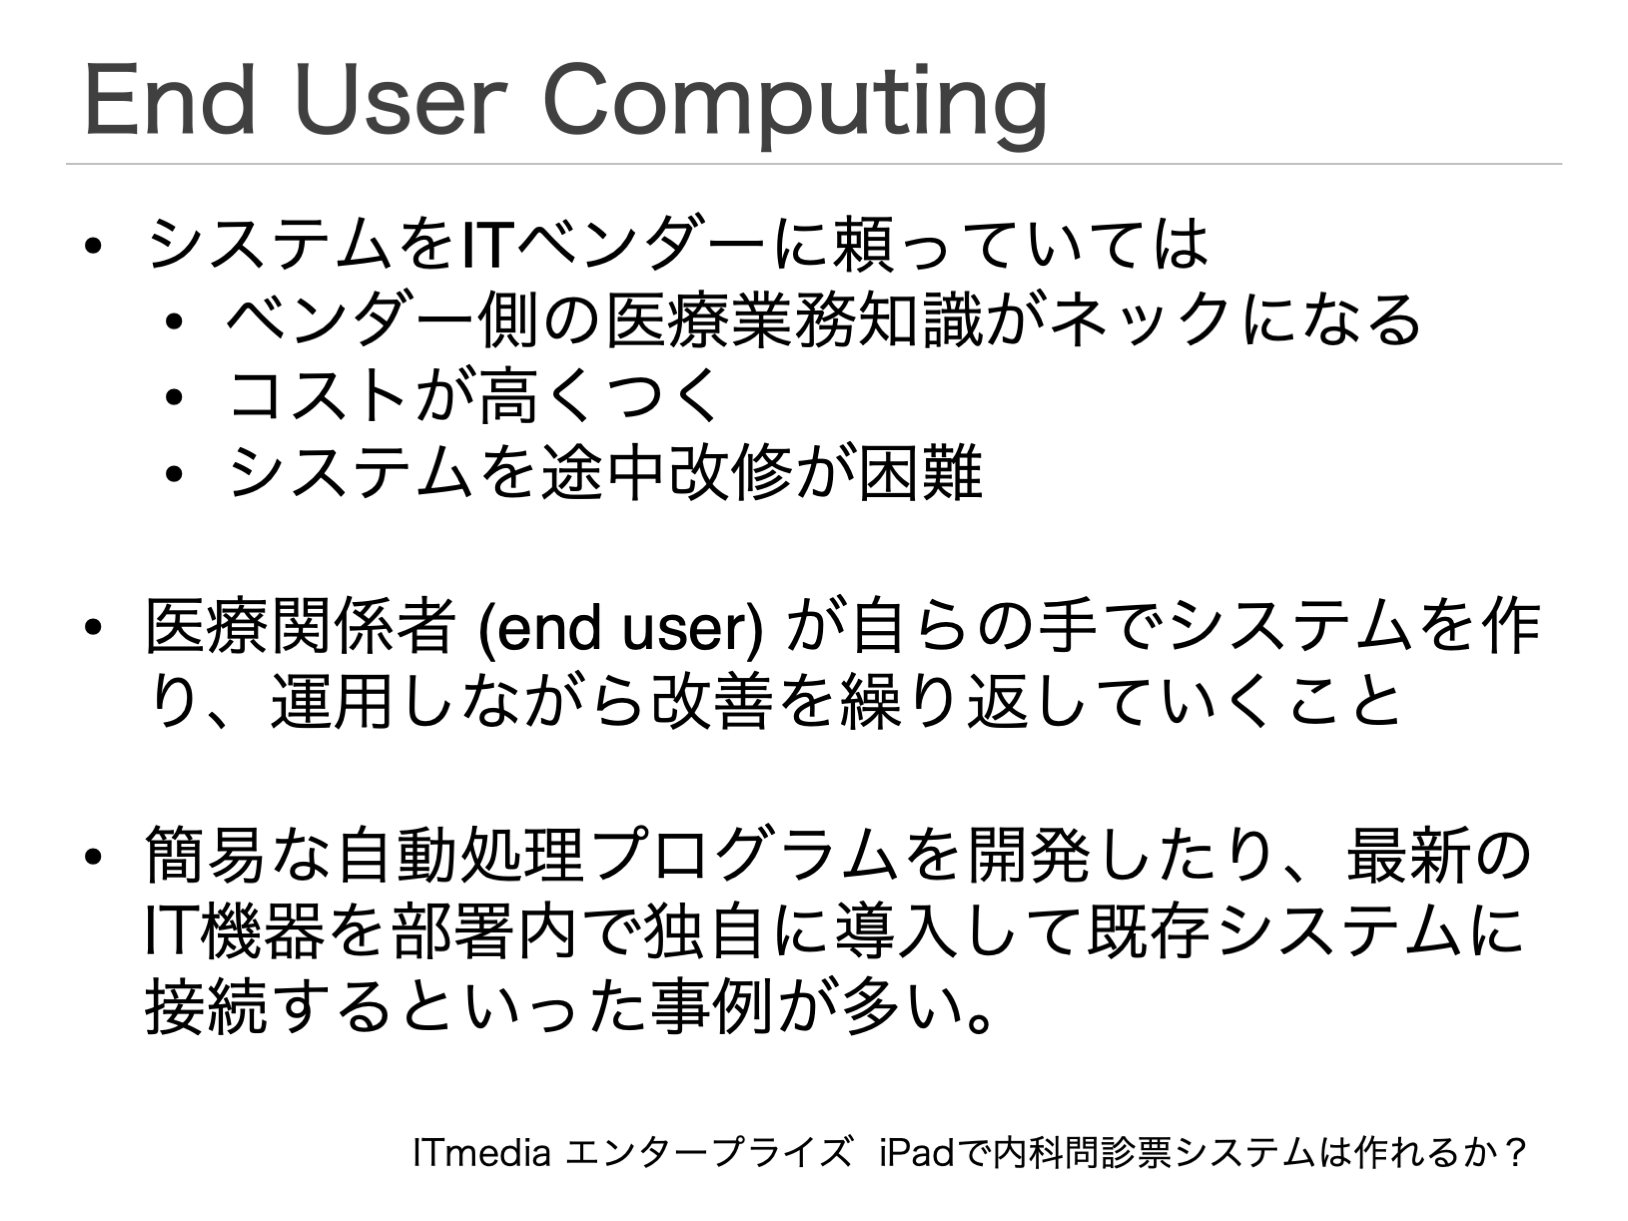 End User Computing
• システムをITベンダーに頼っていては
• ベンダー側の医療業務知識がネックになる
• コストが高くつく
• システムを途中改修が困難
• 医療関係者 (end user) が自らの手でシステムを作
り、運用しながら改善を繰り返していくこと
• 簡易な自動処理プログラムを開発したり、最新の
IT機器を部署内で独自に導入して既存システムに
接続するといった事例が多い。
ITmedia エンタープライズ iPadで内科問診票システムは作れるか？